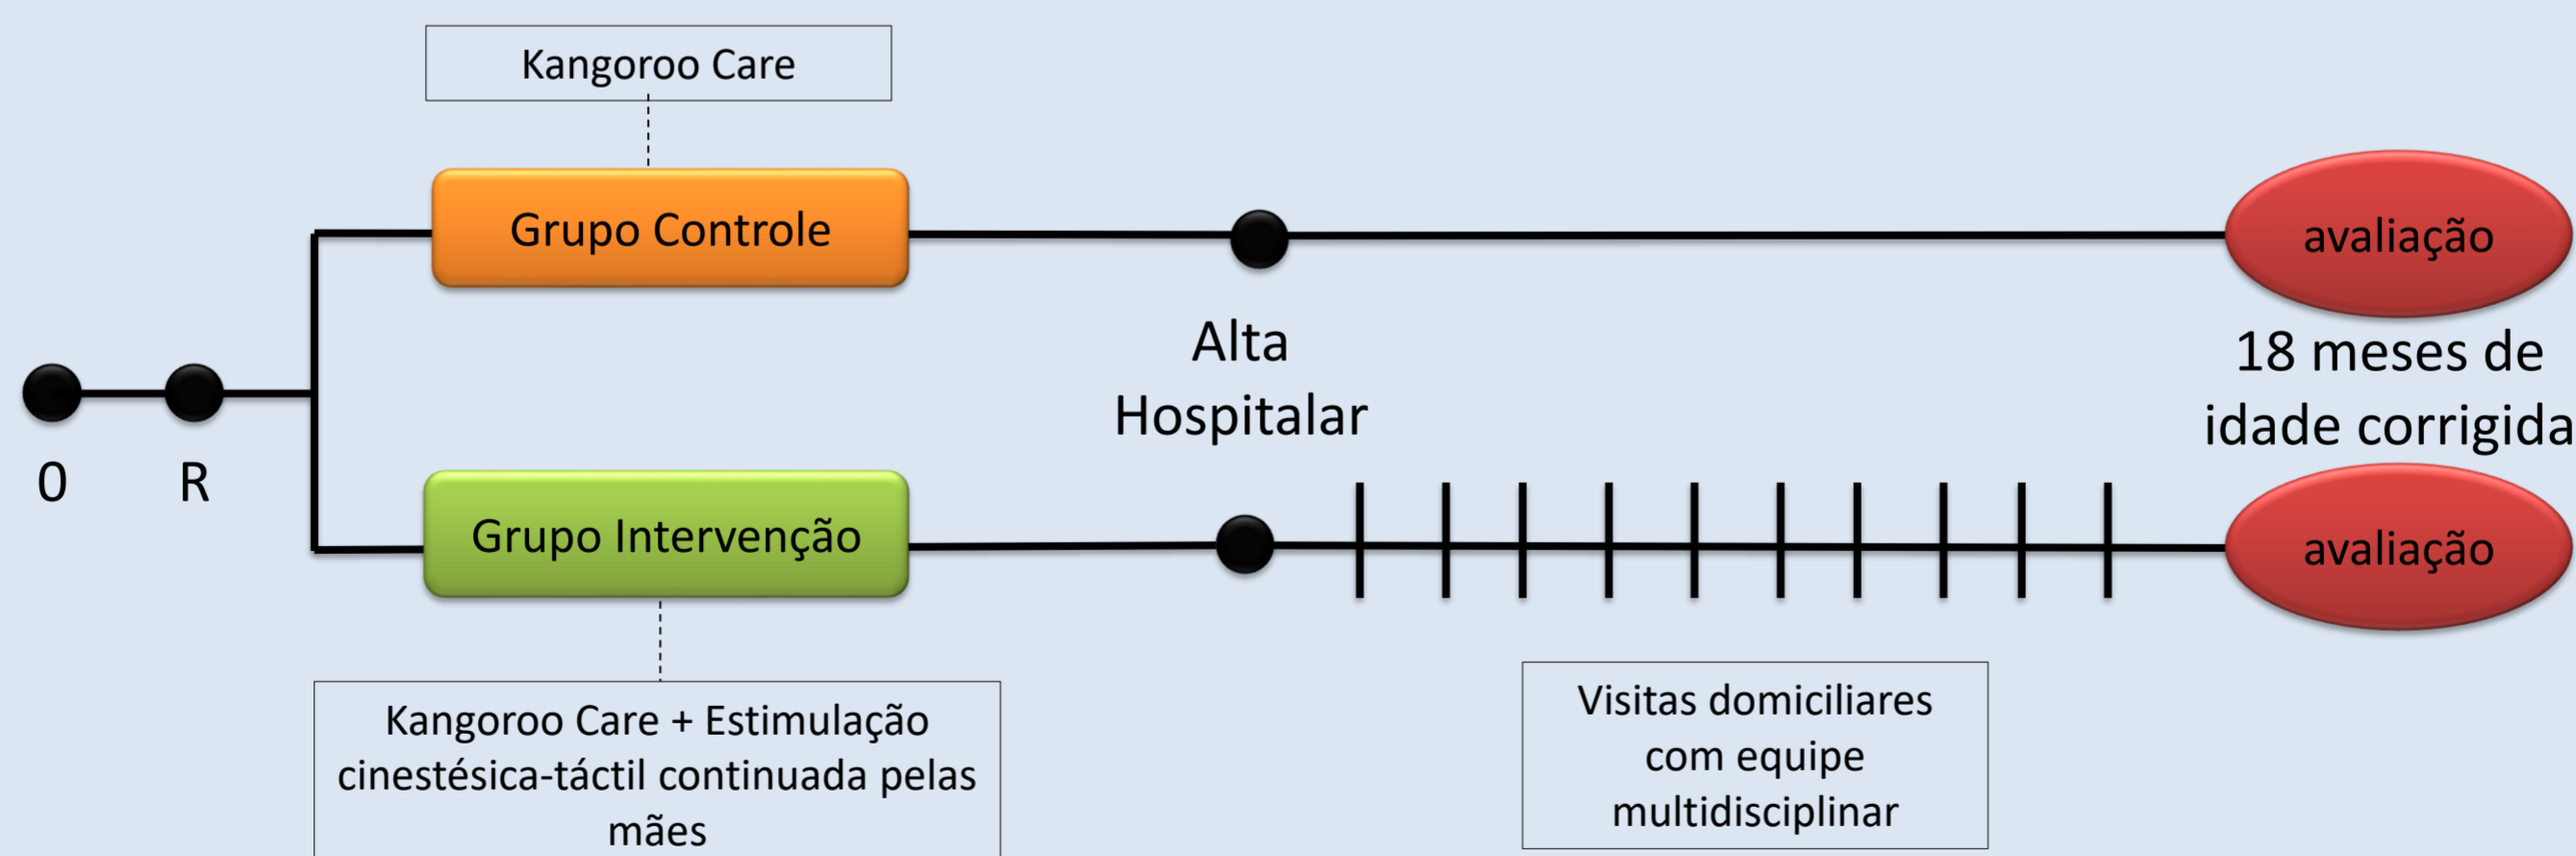 Kangoroo Care
Grupo Controle
avaliação
Alta
Hospitalar
18 meses de
idade corrigida
0
R
Grupo Intervenção
avaliação
Kangoroo Care + Estimulação
cinestésica-táctil continuada pelas
mães
Visitas domiciliares
com equipe
multidisciplinar